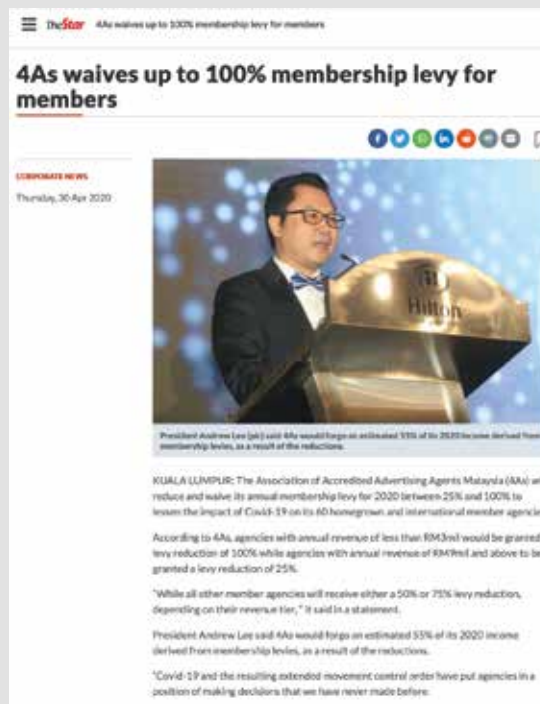 TheStar 4As waives up to 100% membership levy for members
4As waives up to 100% membership levy for
members
CORPORATE NEWS
Thursday, 30 Apr 2020
Hilton
President Andrew Lee (pic) said 4As would forgo an estimated 55% of its 2020 income derived from
membership levies, as a result of the reductions.
KUALA LUMPUR: The Association of Accredited Advertising Agents Malaysia (4As)
reduce and waive its annual membership levy for 2020 between 25% and 100% to
lessen the impact of Covid-19 on its 60 homegrown and international member
According to 4As, agencies with annual revenue of less than RM3mil would be granted
levy reduction of 100% while agencies with annual revenue of RM9mil and above to be
granted a levy reduction of 25%.
"While all other member agencies will receive either a 50% or 75% levy reduction,
depending on their revenue tier," it said in a statement.
President Andrew Lee said 4As would forgo an estimated 55% of its 2020 income
derived from membership levies, as a result of the reductions.
"Covid-19 and the resulting extended movement control order have put agencies in a
position of making decisions that we have never made before.